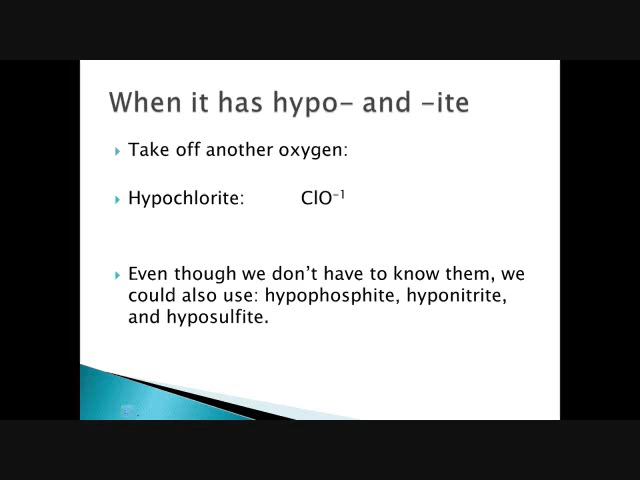 When it has hypo- and -ite
Take off another oxygen:
Hypochlorite: ClO⁻¹
Even though we don't have to know them, we
could also use: hypophosphite, hyponitrite,
and hyposulfite.